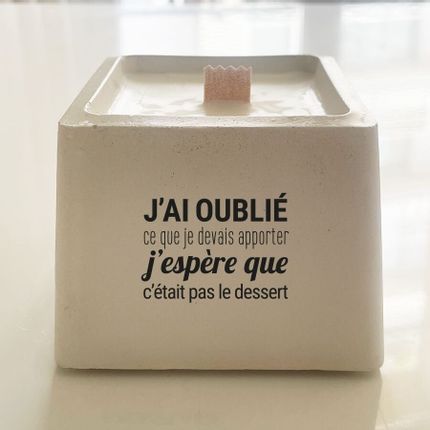 J'AI OUBLIÉ
ce que je devais apporter
j'espère que
c'était pas le dessert